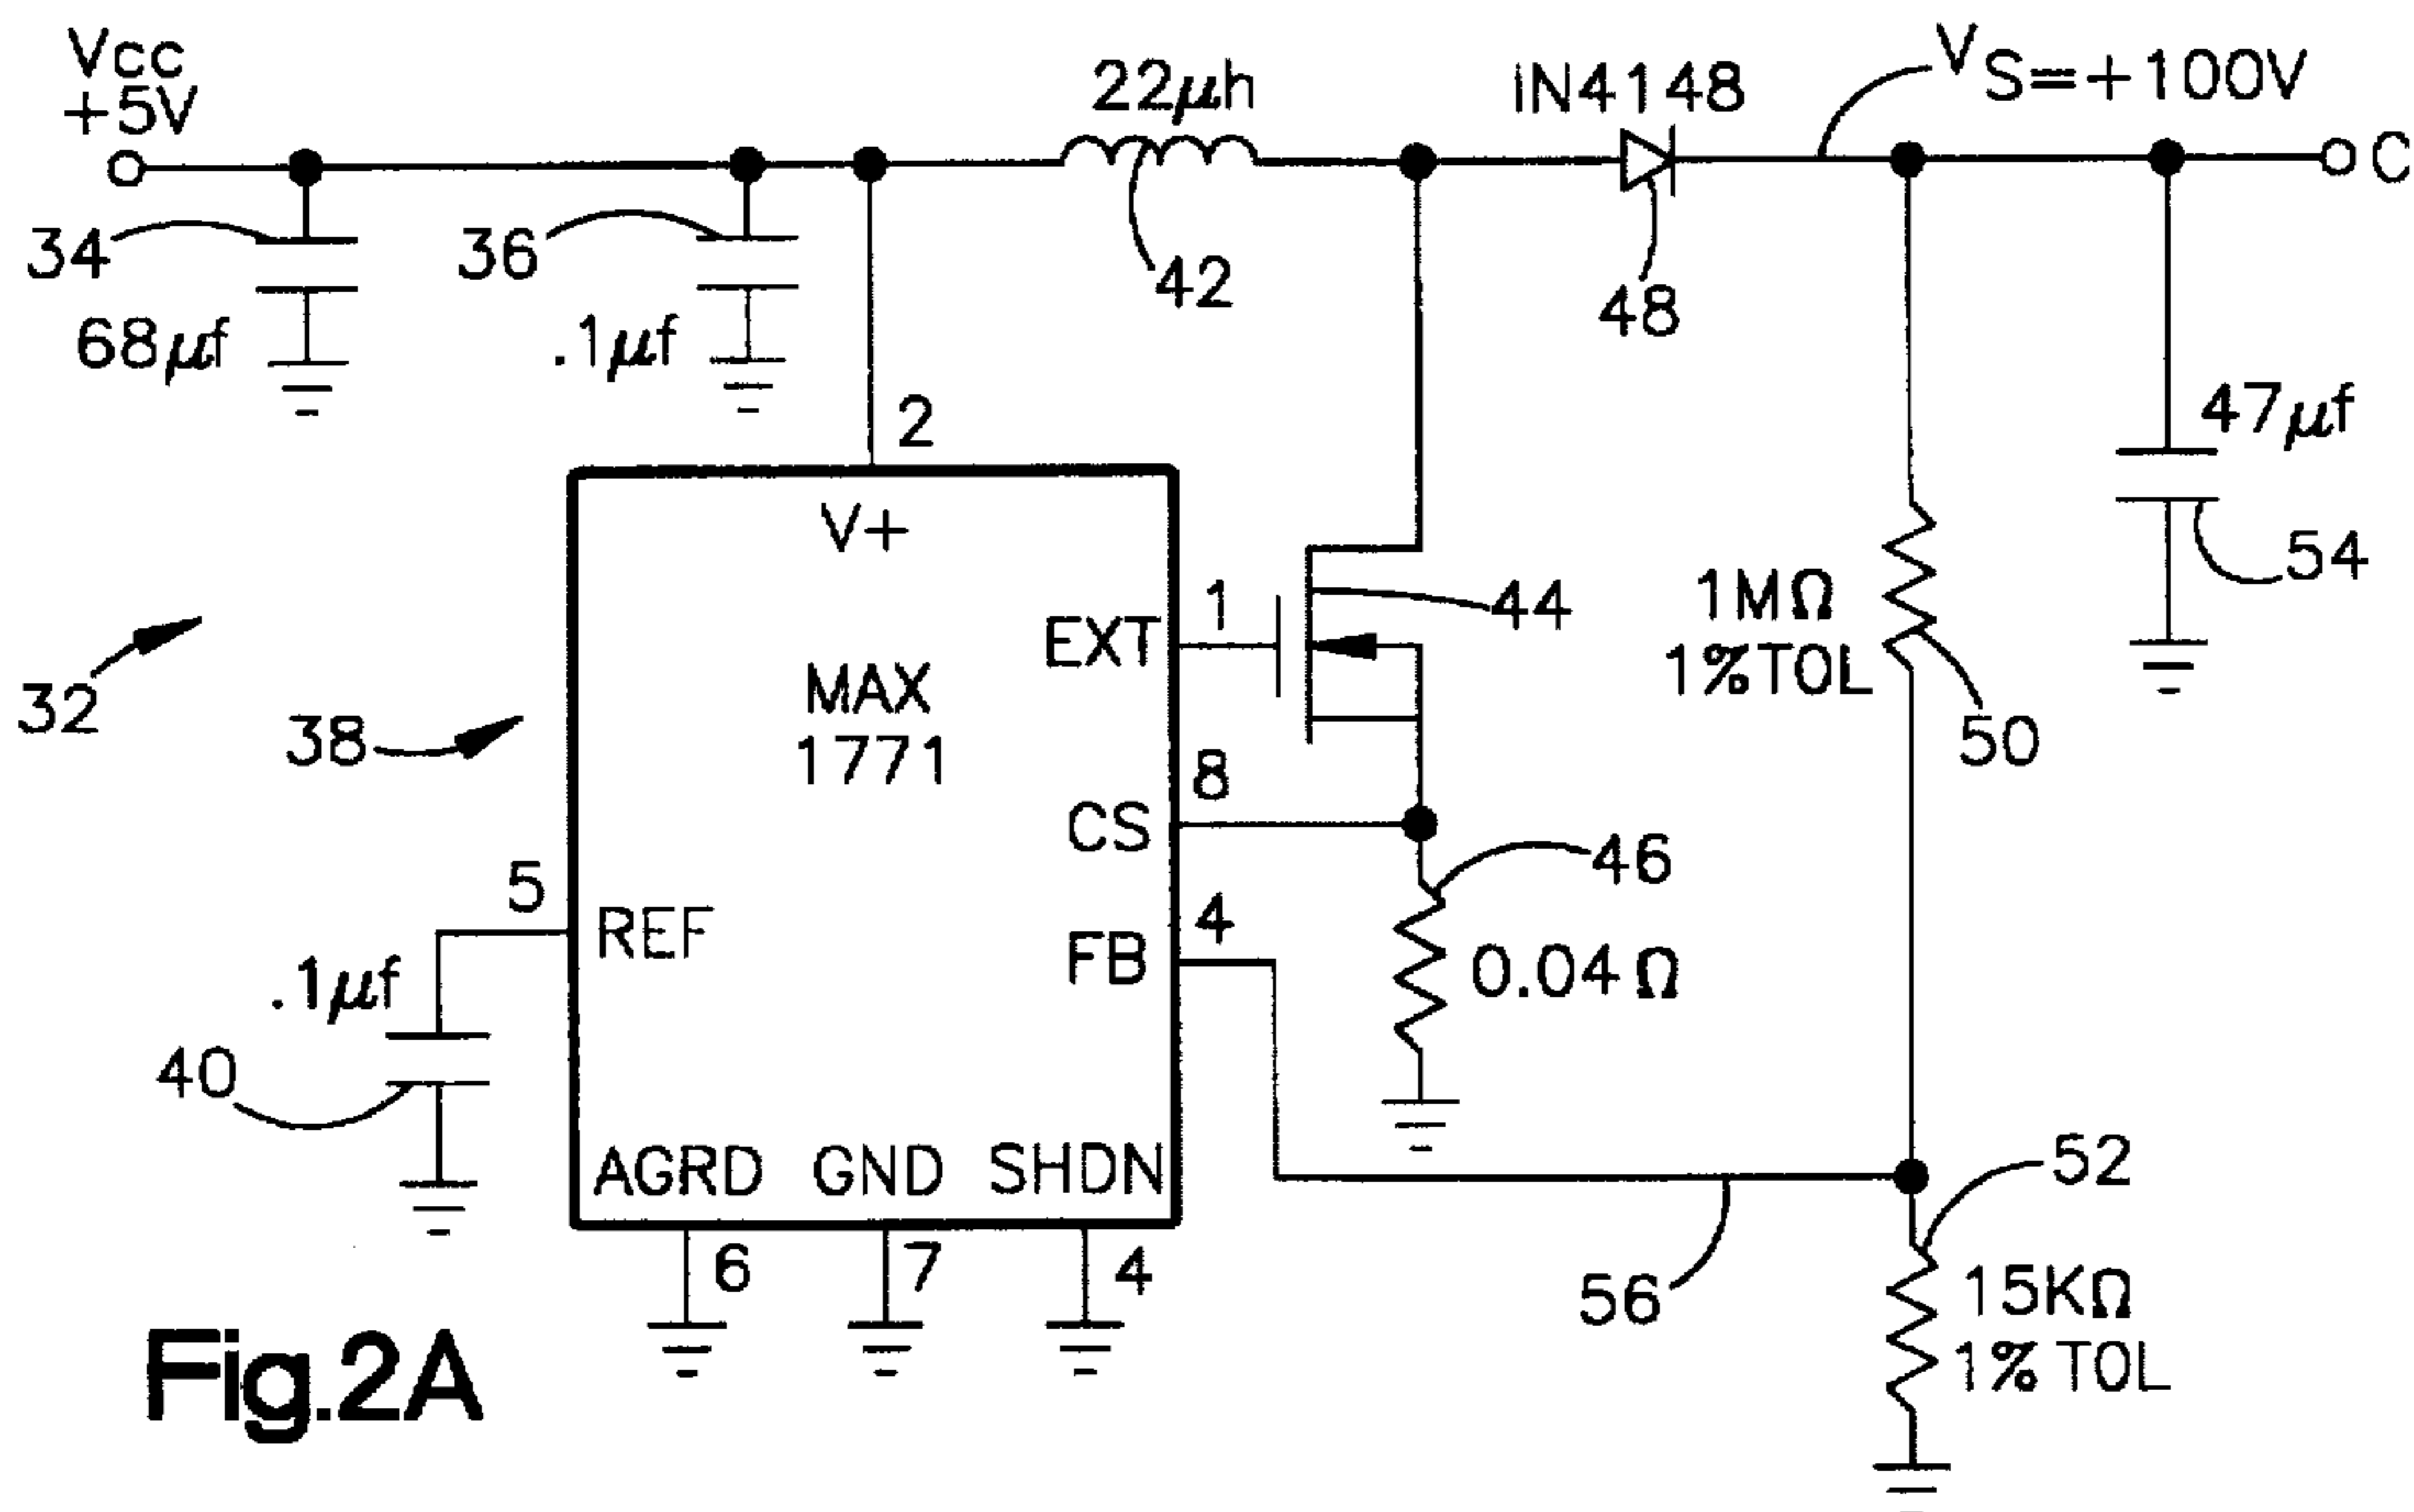 Vcc
+5V
22μh
IN4148
VS=+100V
C
34
68μf
36
.1μf
42
48
47μf
54
2
V+
1MΩ
1%TOL
50
32
38
MAX
1771
EXT
1
44
CS
8
46
0.04Ω
5
REF
.1μf
40
FB
4
AGRD
GND
SHDN
6
7
4
56
52
15KΩ
1% TOL
Fig.2A